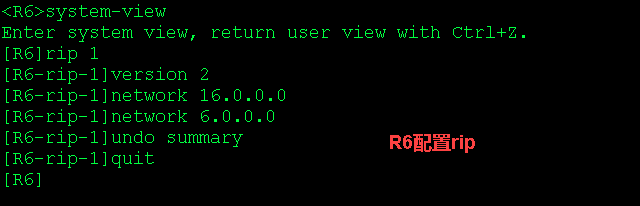 <R6>system-view
Enter system view, return user view with Ctrl+Z.
[R6]rip 1
[R6-rip-1]version 2
[R6-rip-1]network 16.0.0.0
[R6-rip-1]network 6.0.0.0
[R6-rip-1]undo summary
R6配置rip
[R6-rip-1]quit
[R6]